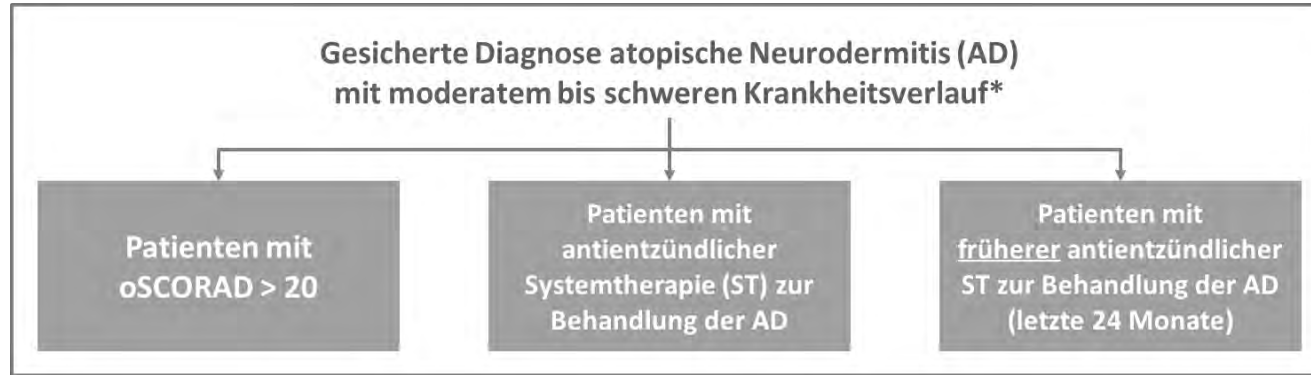 Gesicherte Diagnose atopische Neurodermitis (AD)
mit moderatem bis schweren Krankheitsverlauf*
Patienten mit
oSCORAD > 20
Patienten mit
antientzündlicher
Systemtherapie (ST) zur
Behandlung der AD
Patienten mit
früherer antientzündlicher
ST zur Behandlung der AD
(letzte 24 Monate)